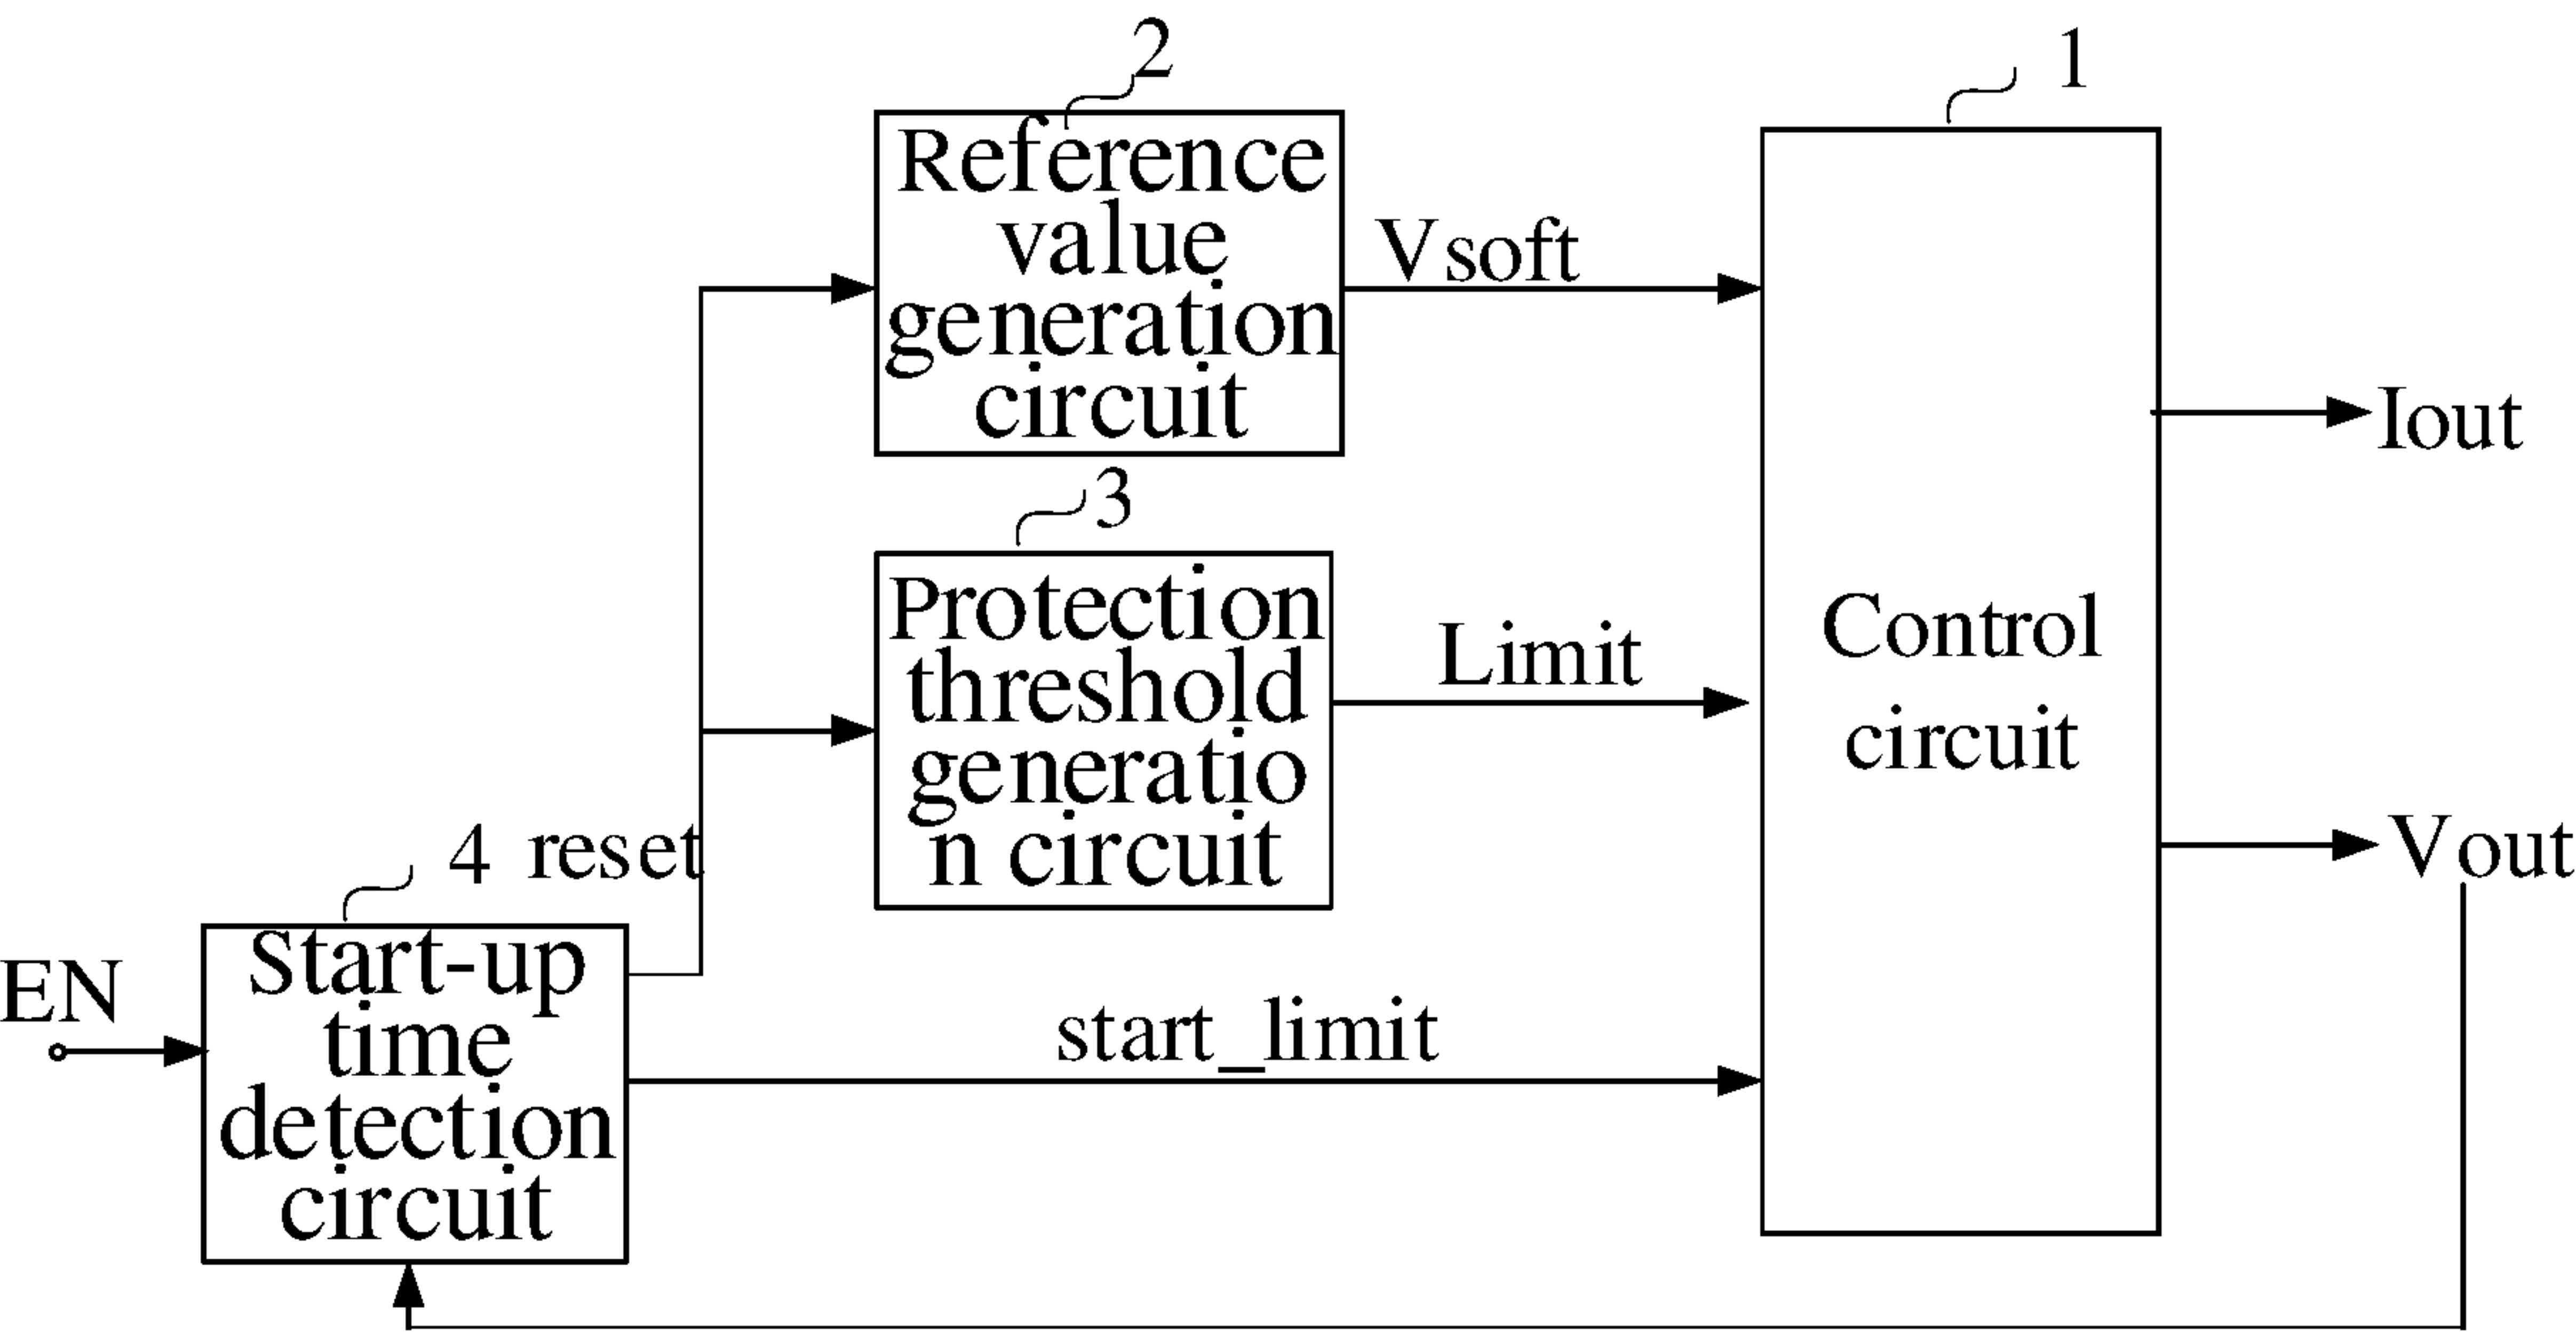 2
1
Reference
value
generation
circuit
Vsoft
Iout
3
Protection
threshold
generatio
n circuit
Limit
Control
circuit
Vout
4 reset
EN
Start-up
time
detection
circuit
start_limit